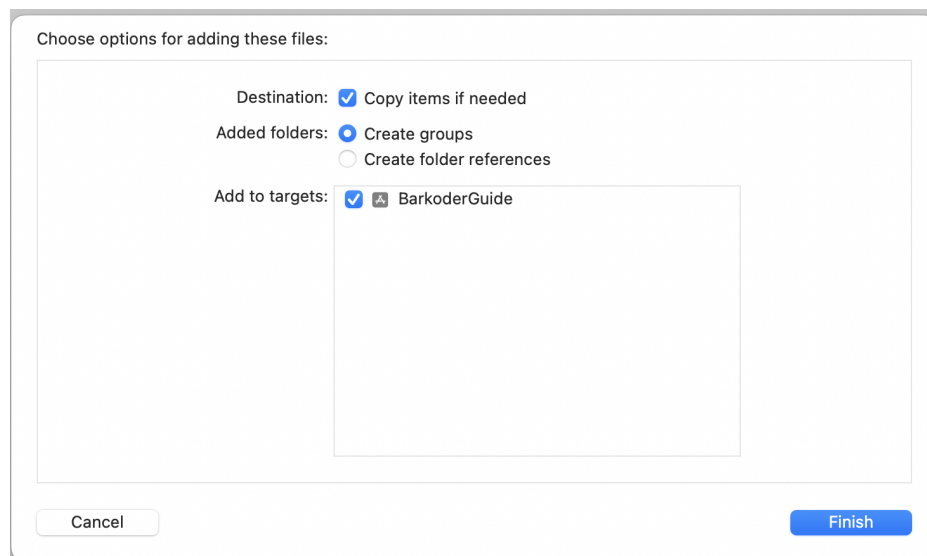 Choose options for adding these files:
Destination: Copy items if needed
Added folders: Create groups
Create folder references
Add to targets: BarkoderGuide
Cancel Finish